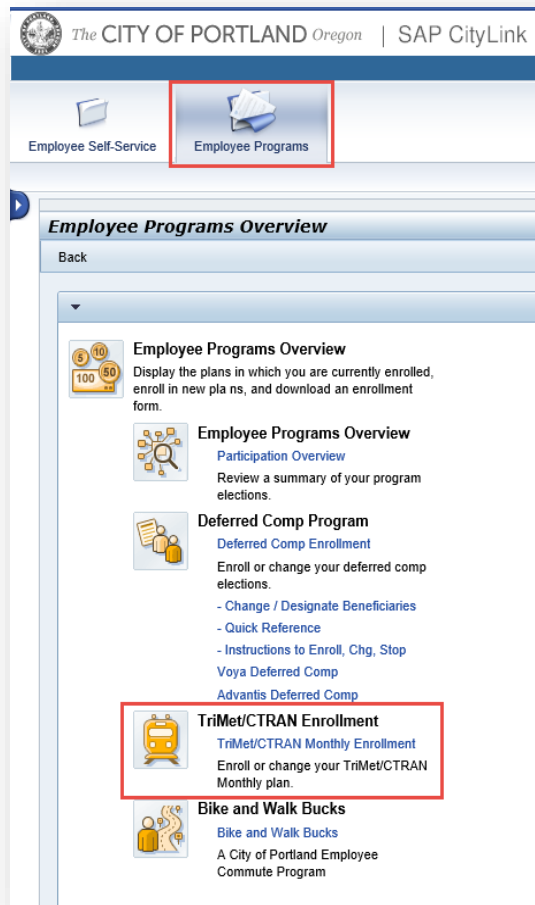 The CITY OF PORTLAND Oregon | SAP CityLink
Employee Self-Service
Employee Programs
Employee Programs Overview
Back
5 10
100 50
Employee Programs Overview
Display the plans in which you are currently enrolled,
enroll in new pla ns, and download an enrollment
form.
Employee Programs Overview
Participation Overview
Review a summary of your program
elections.
Deferred Comp Program
Deferred Comp Enrollment
Enroll or change your deferred comp
elections.
- Change / Designate Beneficiaries
- Quick Reference
- Instructions to Enroll, Chg, Stop
Voya Deferred Comp
Advantis Deferred Comp
TriMet/CTRAN Enrollment
TriMet/CTRAN Monthly Enrollment
Enroll or change your TriMet/CTRAN
Monthly plan.
Bike and Walk Bucks
Bike and Walk Bucks
A City of Portland Employee
Commute Program